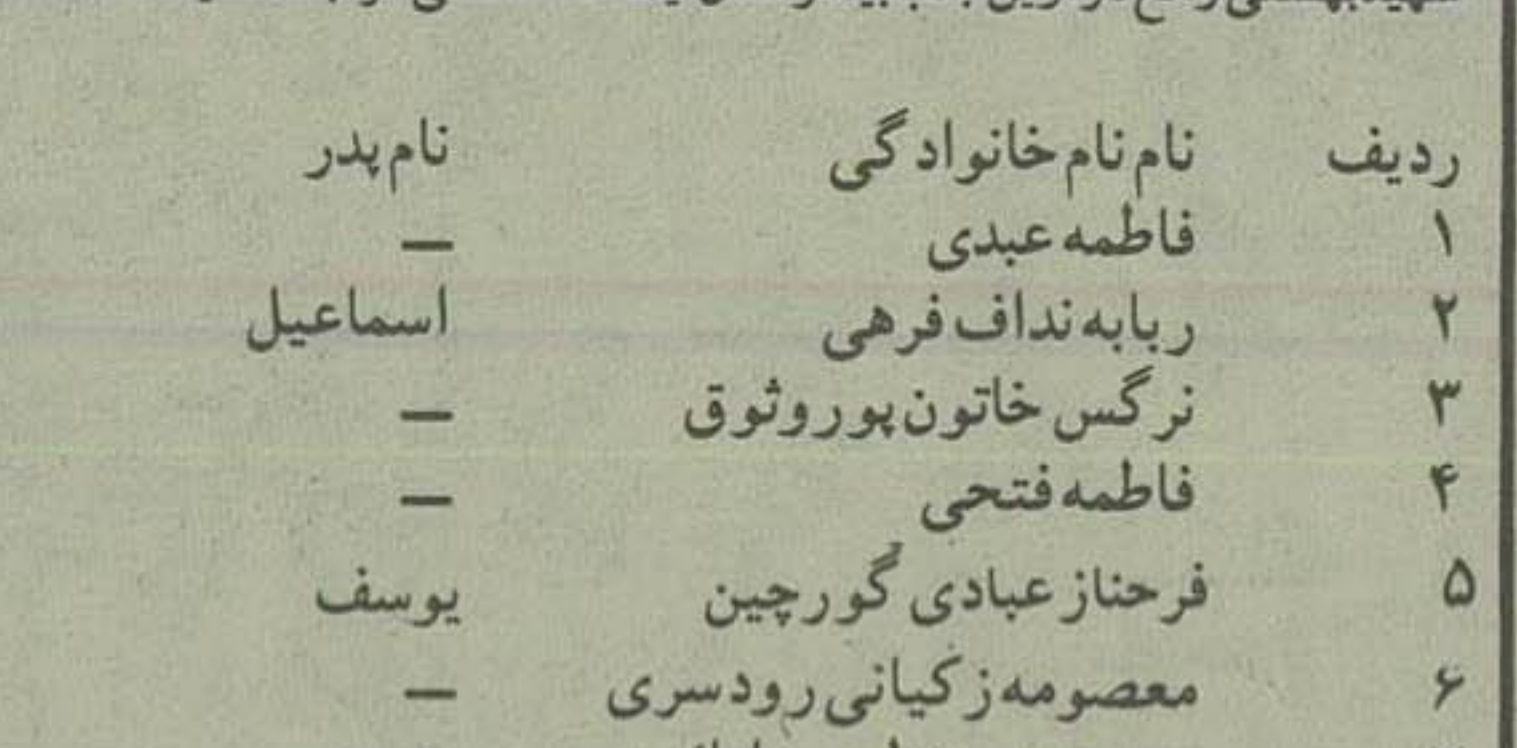 ردیف نام نام خانوادگی نام پدر
۱ فاطمه عبدی —
۲ ربابه نداف فرهی اسماعیل
۳ نرگس خاتون پوروثوق —
۴ فاطمه فتحی —
۵ فرحناز عبادی گورچین یوسف
۶ معصومه زکیانی رودسری —